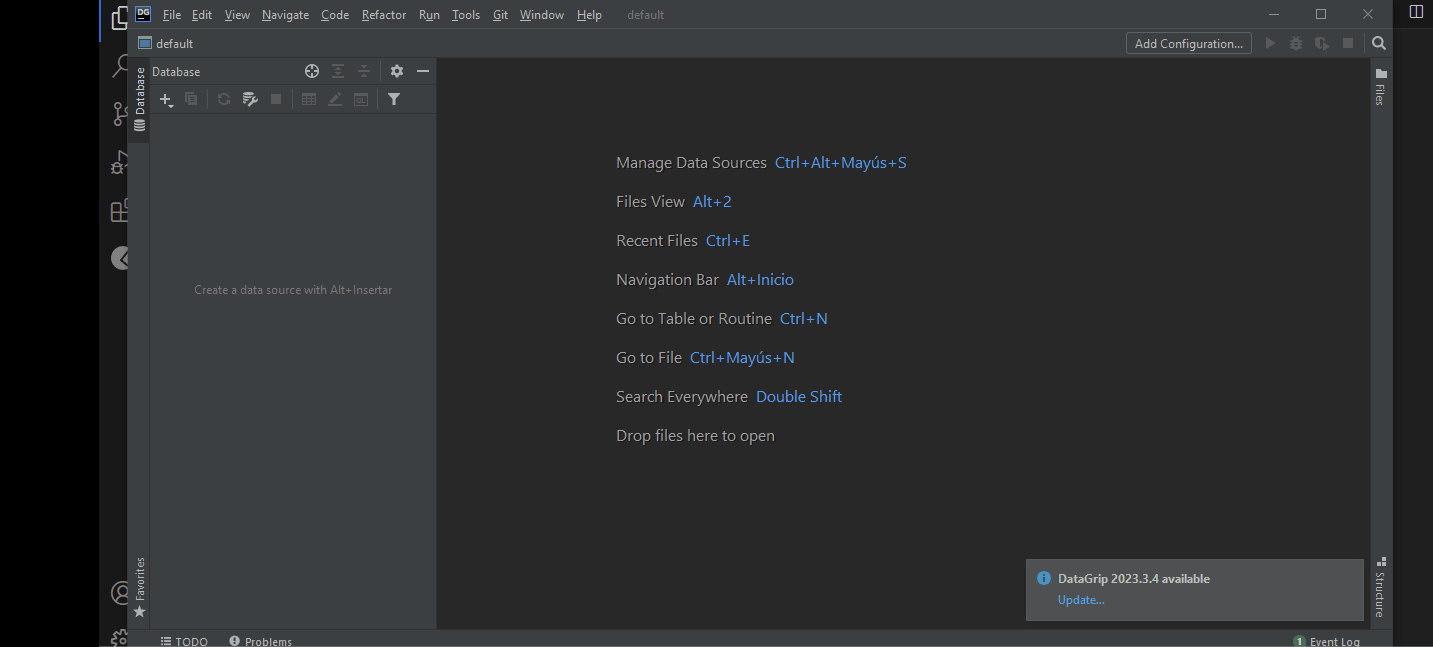 DG File Edit View Navigate Code Refactor Run Tools Git Window Help default
default Add Configuration...
Database
Database
Files
Manage Data Sources Ctrl+Alt+Mayús+S
Files View Alt+2
Recent Files Ctrl+E
Navigation Bar Alt+Inicio
Create a data source with Alt+Insertar
Go to Table or Routine Ctrl+N
Go to File Ctrl+Mayús+N
Search Everywhere Double Shift
Drop files here to open
Favorites
DataGrip 2023.3.4 available
Update...
Structure
TODO Problems 1 Event Log